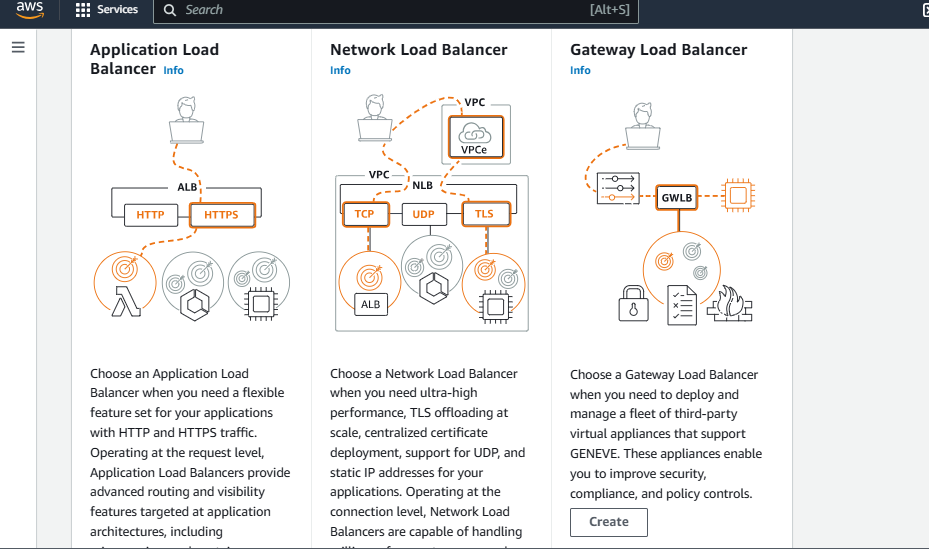 aws
Services
Search
[Alt+S]
Application Load
Balancer Info
ALB
HTTP
HTTPS
Choose an Application Load
Balancer when you need a flexible
feature set for your applications
with HTTP and HTTPS traffic.
Operating at the request level,
Application Load Balancers provide
advanced routing and visibility
features targeted at application
architectures, including
Network Load Balancer
Info
VPC
VPCe
VPC
NLB
TCP
UDP
TLS
ALB
Choose a Network Load Balancer
when you need ultra-high
performance, TLS offloading at
scale, centralized certificate
deployment, support for UDP, and
static IP addresses for your
applications. Operating at the
connection level, Network Load
Balancers are capable of handling
Gateway Load Balancer
Info
GWLB
Choose a Gateway Load Balancer
when you need to deploy and
manage a fleet of third-party
virtual appliances that support
GENEVE. These appliances enable
you to improve security,
compliance, and policy controls.
Create